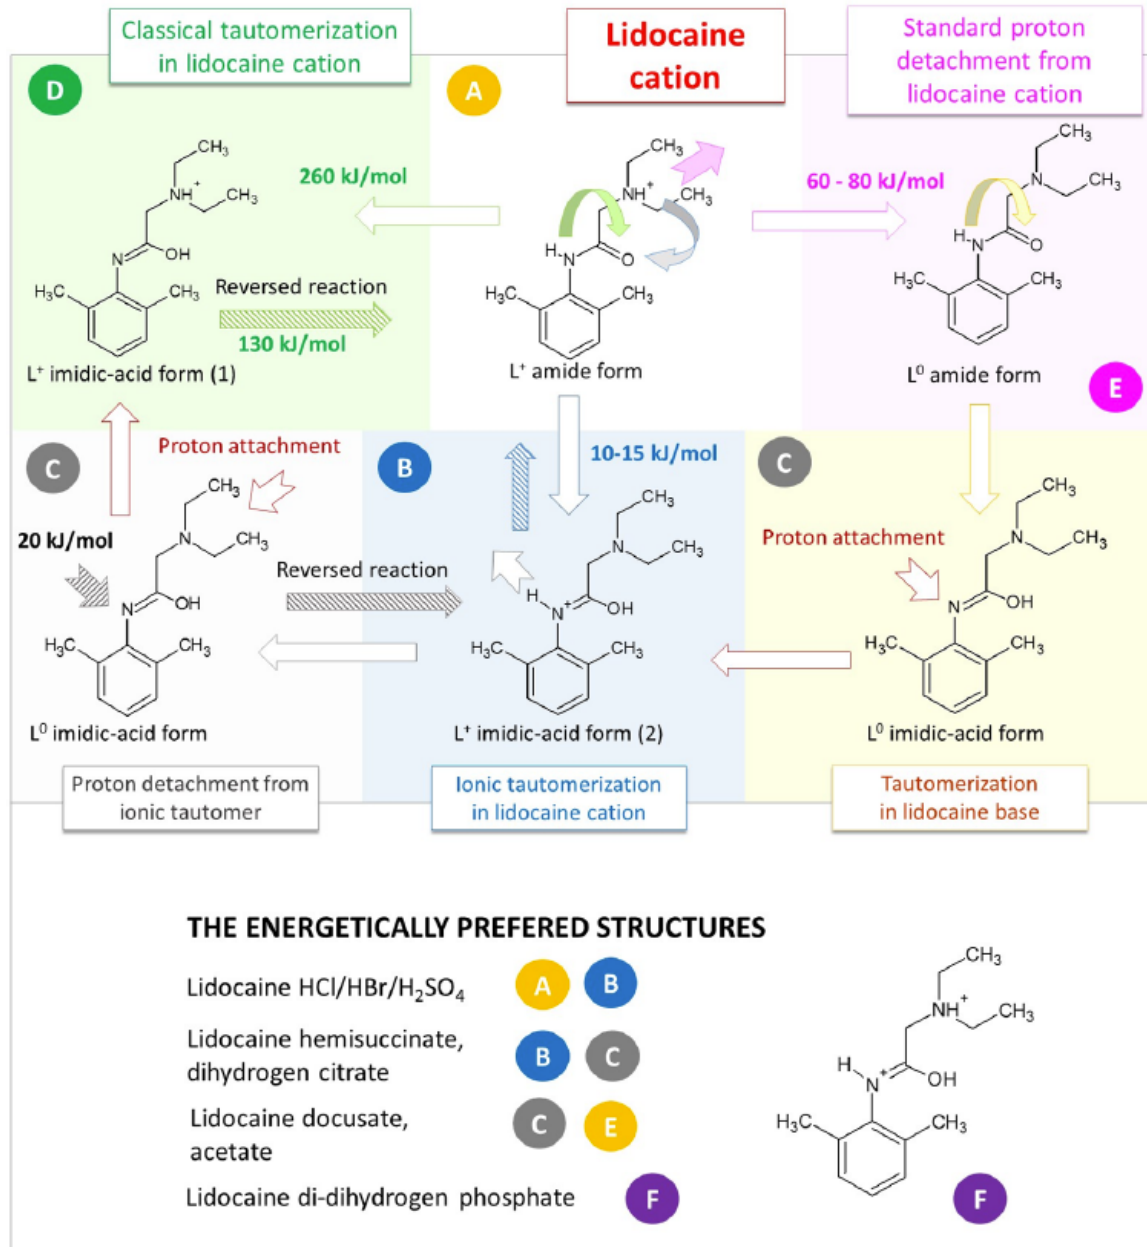 Classical tautomerization
in lidocaine cation
Lidocaine
cation
Standard proton
detachment from
lidocaine cation
D
A
CH₃
NH⁺
CH₃
N
OH
H₃C
CH₃
260 kJ/mol
Reversed reaction
130 kJ/mol
L⁺ imidic-acid form (1)
CH₃
NH⁺
CH₃
H
N
O
H₃C
CH₃
L⁺ amide form
60 - 80 kJ/mol
CH₃
N
CH₃
H
N
O
H₃C
CH₃
L⁰ amide form
E
C
Proton attachment
20 kJ/mol
CH₃
N
CH₃
N
OH
H₃C
CH₃
L⁰ imidic-acid form
Reversed reaction
B
10-15 kJ/mol
CH₃
N
CH₃
H
N⁺
OH
H₃C
CH₃
L⁺ imidic-acid form (2)
C
Proton attachment
CH₃
N
CH₃
N
OH
H₃C
CH₃
L⁰ imidic-acid form
Proton detachment from
ionic tautomer
Ionic tautomerization
in lidocaine cation
Tautomerization
in lidocaine base
THE ENERGETICALLY PREFERED STRUCTURES
Lidocaine HCl/HBr/H₂SO₄ A B
Lidocaine hemisuccinate,
dihydrogen citrate B C
Lidocaine docusate,
acetate C E
Lidocaine di-dihydrogen phosphate F
CH₃
NH⁺
CH₃
H
N⁺
OH
H₃C
CH₃
F